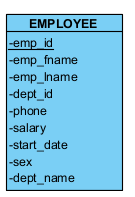 EMPLOYEE
-emp_id
-emp_fname
-emp_lname
-dept_id
-phone
-salary
-start_date
-sex
-dept_name